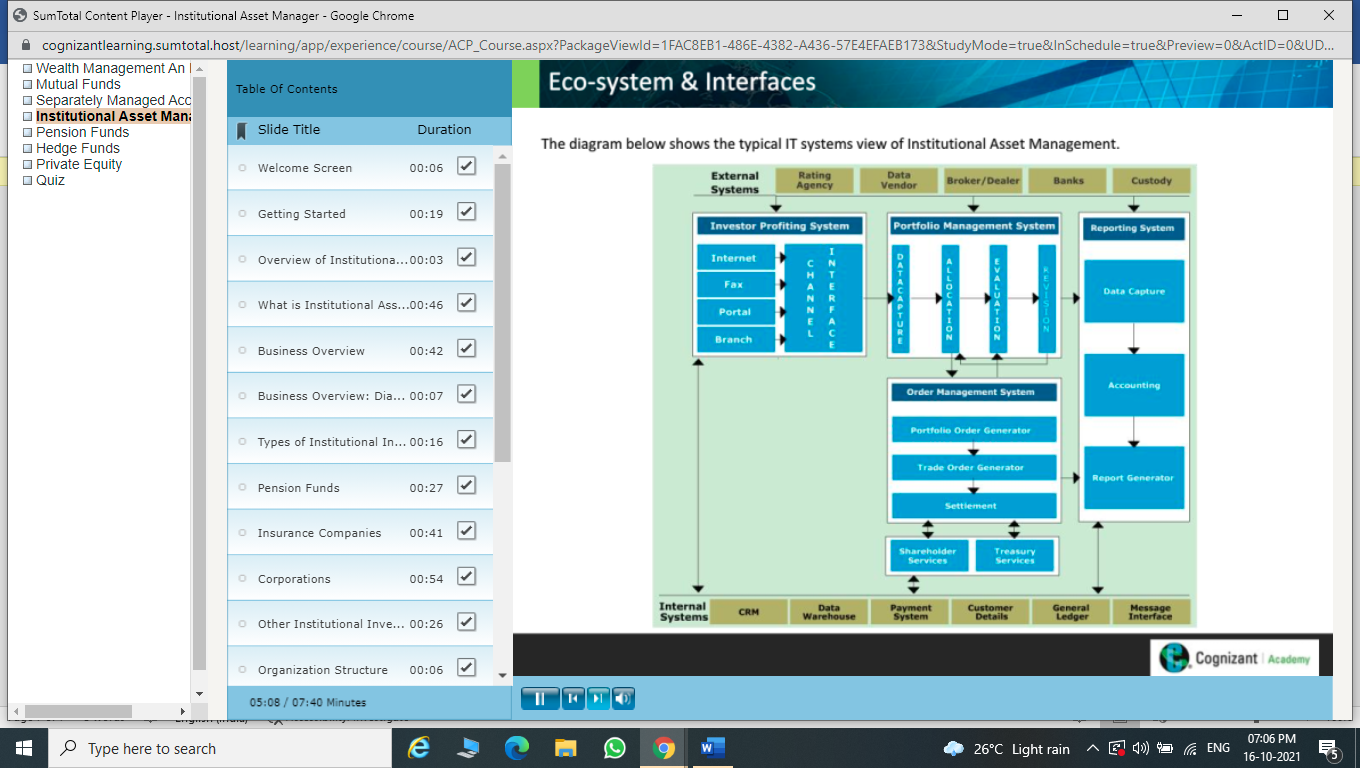 SumTotal Content Player - Institutional Asset Manager - Google Chrome
cognizantlearning.sumtotal.host/learning/app/experience/course/ACP_Course.aspx?PackageViewId=1FAC8EB1-486E-4382-A436-57E4EFAEB173&StudyMode=true&InSchedule=true&Preview=0&ActID=0&UD...
Wealth Management An
Mutual Funds
Separately Managed Acc
Institutional Asset Mana
Pension Funds
Hedge Funds
Private Equity
Quiz
Table Of Contents
Slide Title Duration
Welcome Screen 00:06
Getting Started 00:19
Overview of Institutiona... 00:03
What is Institutional Ass... 00:46
Business Overview 00:42
Business Overview: Dia... 00:07
Types of Institutional In... 00:16
Pension Funds 00:27
Insurance Companies 00:41
Corporations 00:54
Other Institutional Inve... 00:26
Organization Structure 00:06
05:08 / 07:40 Minutes
Eco-system & Interfaces
The diagram below shows the typical IT systems view of Institutional Asset Management.
External Systems
Rating Agency
Data Vendor
Broker/Dealer
Banks
Custody
Investor Profiting System
Internet
Fax
Portal
Branch
CHANNEL
INTERFACE
Portfolio Management System
DATACAPTURE
ALLOCATION
EVALUATION
REVISION
Reporting System
Data Capture
Accounting
Report Generator
Order Management System
Portfolio Order Generator
Trade Order Generator
Settlement
Shareholder Services
Treasury Services
Internal Systems
CRM
Data Warehouse
Payment System
Customer Details
General Ledger
Message Interface
Cognizant | Academy
Type here to search
26°C Light rain
ENG
07:06 PM
16-10-2021
5